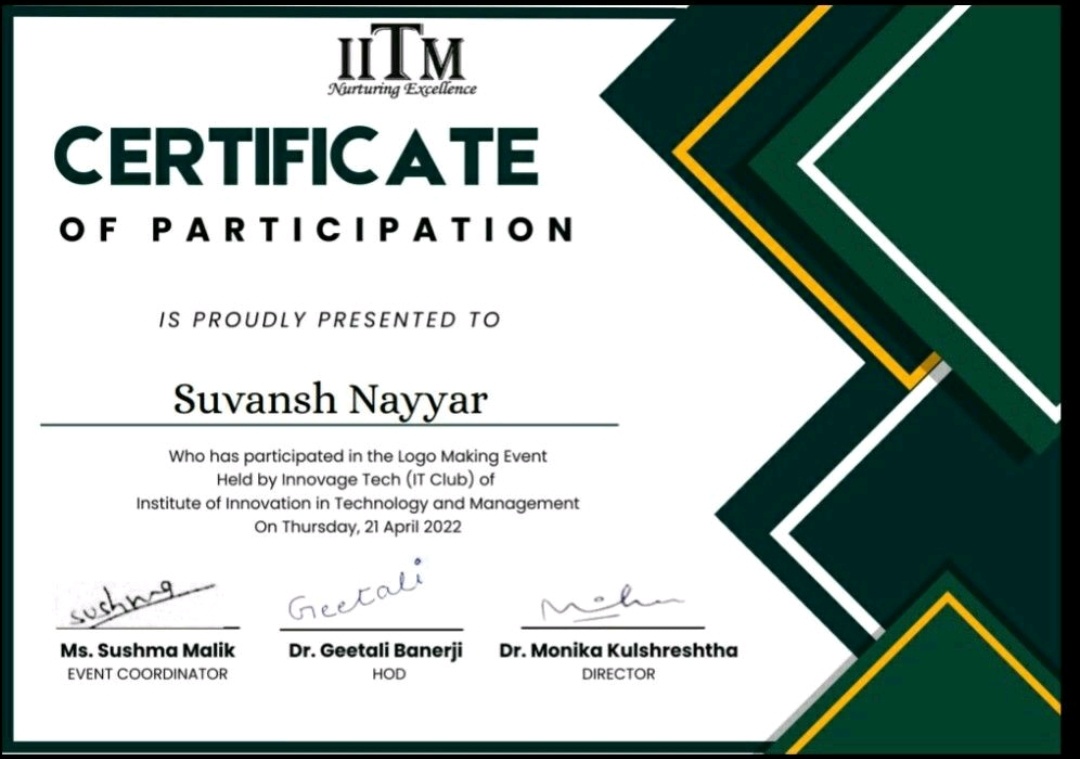 IITM
Nurturing Excellence
CERTIFICATE
OF PARTICIPATION
IS PROUDLY PRESENTED TO
Suvansh Nayyar
Who has participated in the Logo Making Event
Held by Innovage Tech (IT Club) of
Institute of Innovation in Technology and Management
On Thursday, 21 April 2022
sushma Geetali
Ms. Sushma Malik Dr. Geetali Banerji Dr. Monika Kulshreshtha
EVENT COORDINATOR HOD DIRECTOR